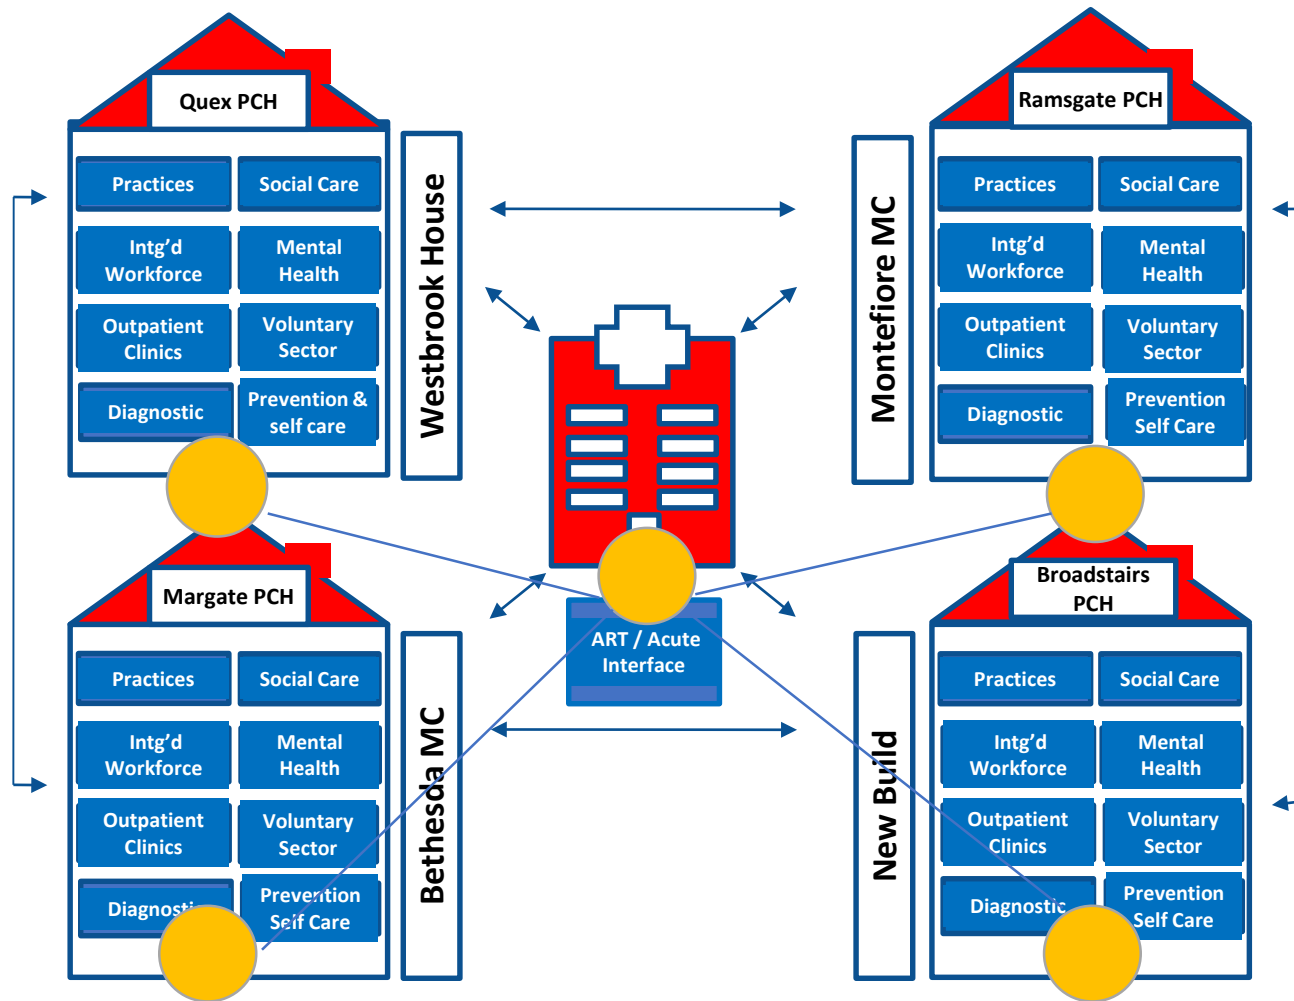 Quex PCH
Practices
Social Care
Intg’d
Workforce
Mental
Health
Outpatient
Clinics
Voluntary
Sector
Diagnostic
Prevention &
self care
Westbrook House
Ramsgate PCH
Practices
Social Care
Intg’d
Workforce
Mental
Health
Outpatient
Clinics
Voluntary
Sector
Diagnostic
Prevention
Self Care
Montefiore MC
ART / Acute
Interface
Margate PCH
Practices
Social Care
Intg’d
Workforce
Mental
Health
Outpatient
Clinics
Voluntary
Sector
Diagnostic
Prevention
Self Care
Bethesda MC
Broadstairs
PCH
Practices
Social Care
Intg’d
Workforce
Mental
Health
Outpatient
Clinics
Voluntary
Sector
Diagnostic
Prevention
Self Care
New Build